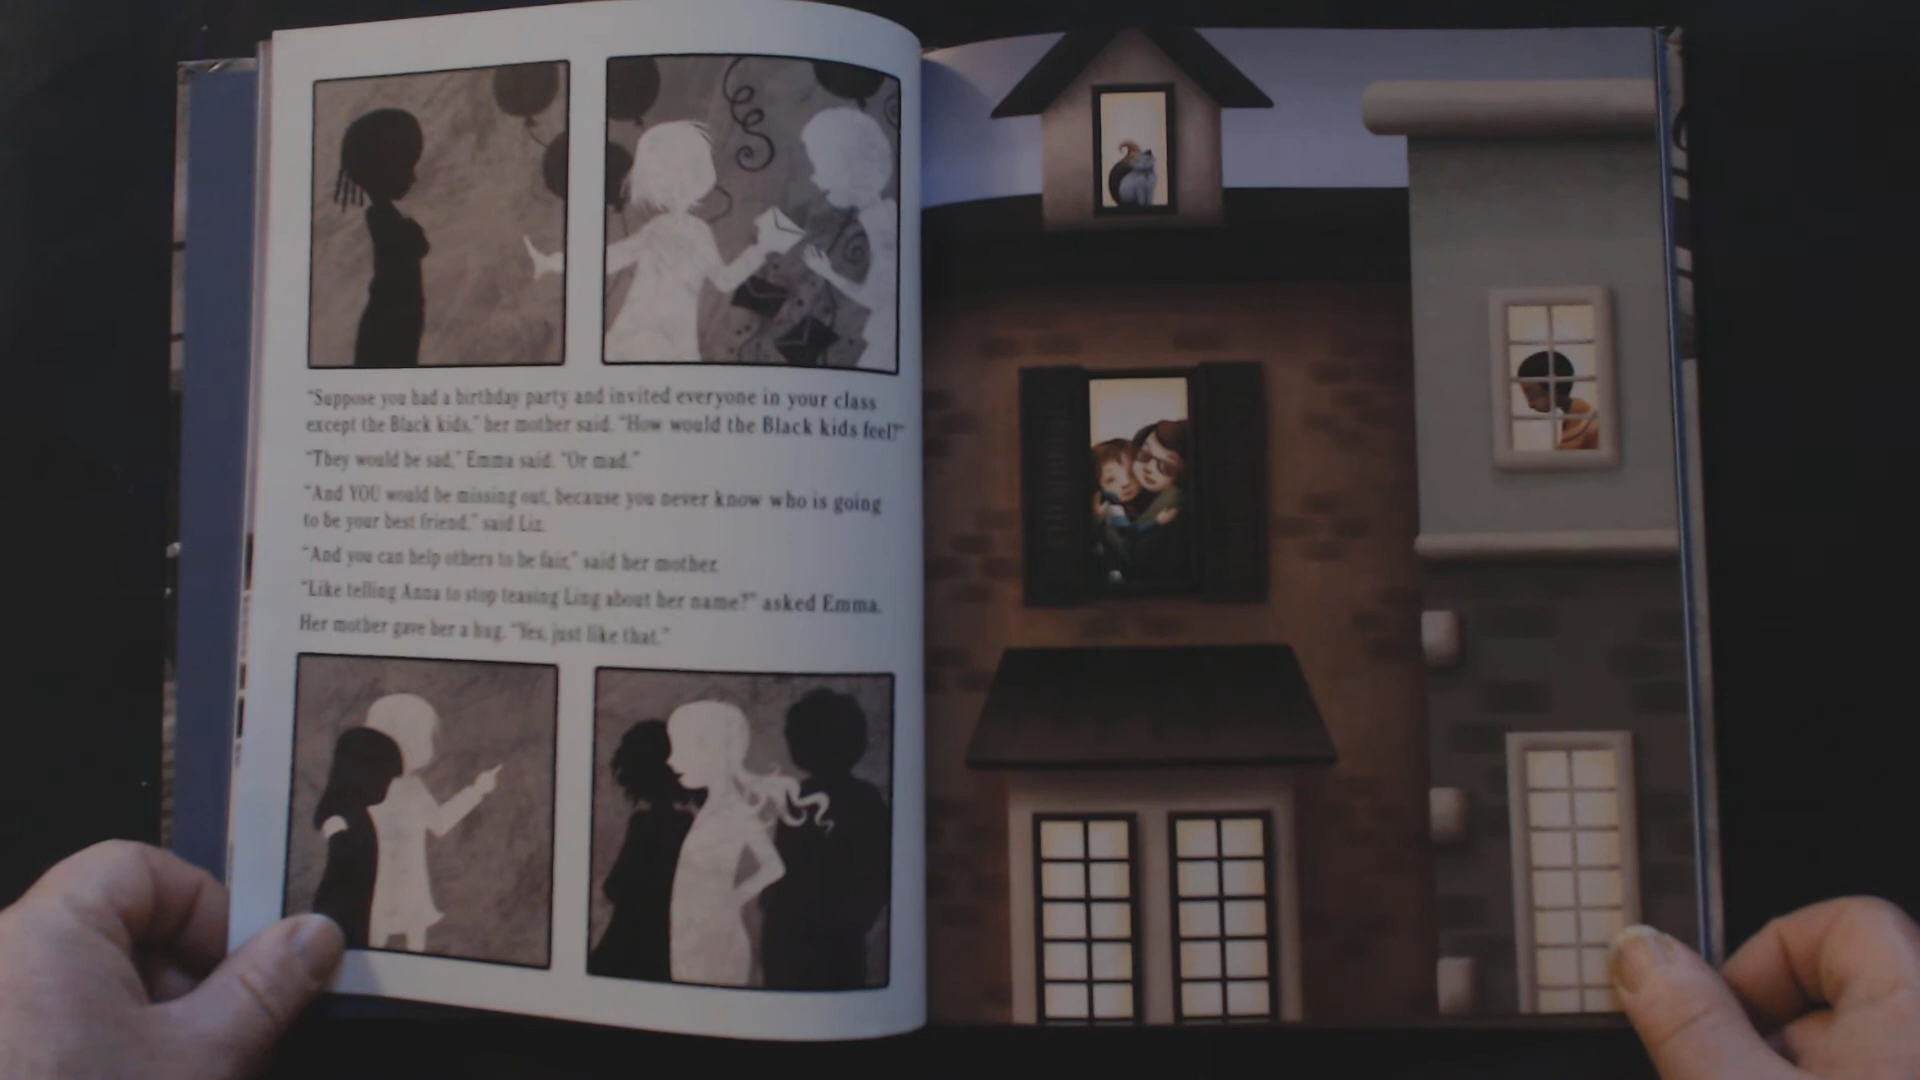 "Suppose you had a birthday party and invited everyone in your class
except the Black kids," her mother said. "How would the Black kids feel?"
"They would be sad," Emma said. "Or mad."
"And YOU would be missing out, because you never know who is going
to be your best friend," said Liz.
"And you can help others to be fair," said her mother.
"Like telling Anna to stop teasing Ling about her name?" asked Emma.
Her mother gave her a hug. "Yes, just like that."